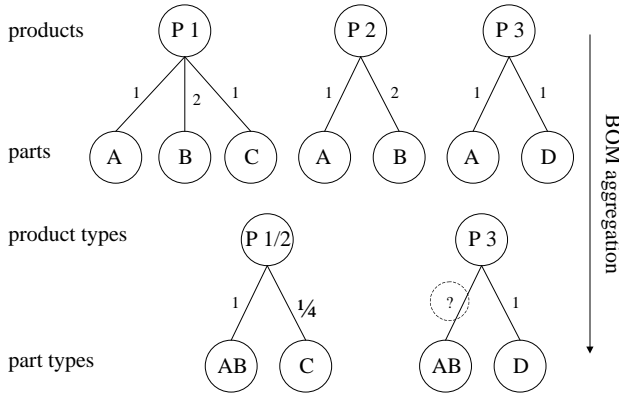 products
P 1 P 2 P 3
1 2 1 1 2 1 1
parts
A B C A B A D
BOM aggregation
product types
P 1/2 P 3
1 ¼ ? 1
part types
AB C AB D